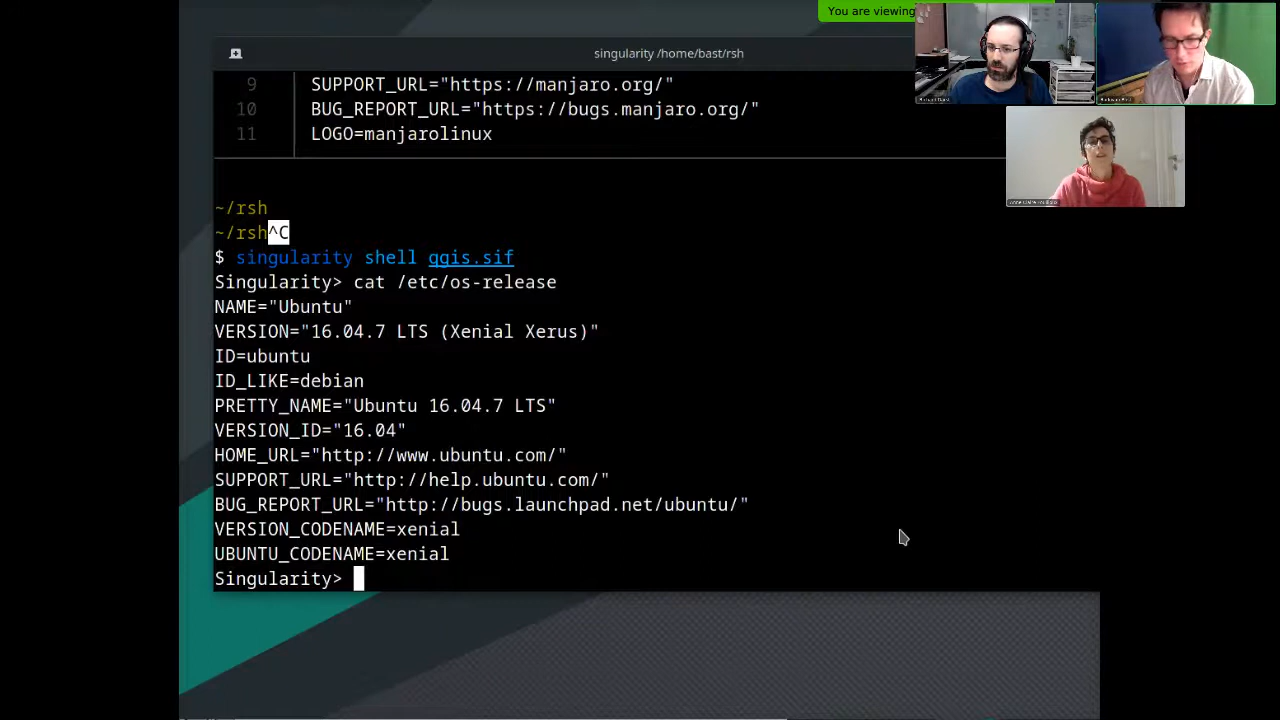 You are viewing
singularity /home/bast/rsh
9 SUPPORT_URL="https://manjaro.org/"
10 BUG_REPORT_URL="https://bugs.manjaro.org/"
11 LOGO=manjarolinux
~/rsh
~/rsh^C
$ singularity shell qgis.sif
Singularity> cat /etc/os-release
NAME="Ubuntu"
VERSION="16.04.7 LTS (Xenial Xerus)"
ID=ubuntu
ID_LIKE=debian
PRETTY_NAME="Ubuntu 16.04.7 LTS"
VERSION_ID="16.04"
HOME_URL="http://www.ubuntu.com/"
SUPPORT_URL="http://help.ubuntu.com/"
BUG_REPORT_URL="http://bugs.launchpad.net/ubuntu/"
VERSION_CODENAME=xenial
UBUNTU_CODENAME=xenial
Singularity>